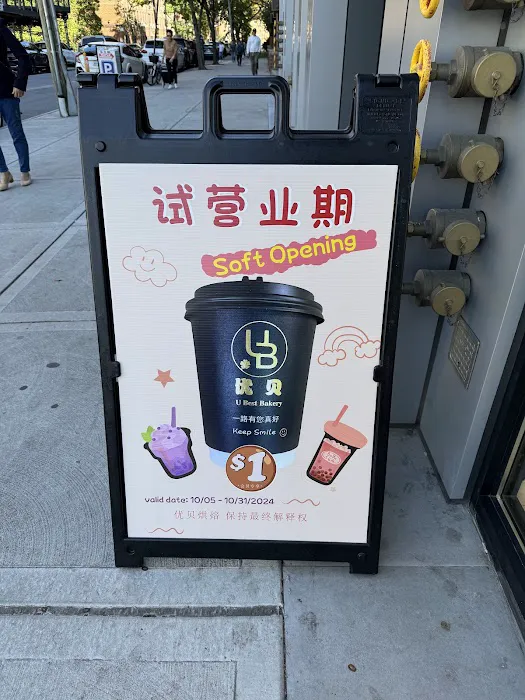 试营业期
Soft Opening
UB
优贝
U Best Bakery
一路有您真好
Keep Smile
$1
valid date: 10/05 - 10/31/2024
优贝烘焙 保持最终解释权
P